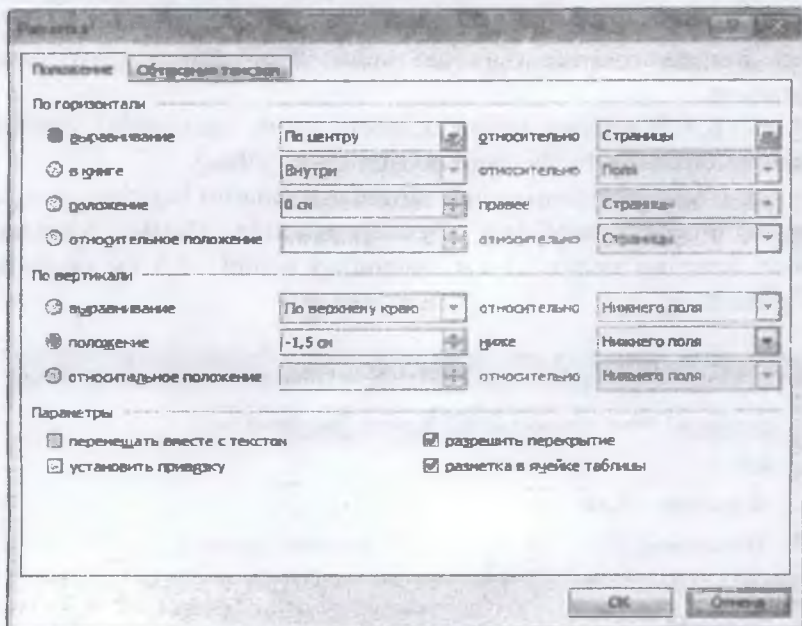 Разметка
Положение Обтекание текстом
По горизонтали
выравнивание По центру относительно Страницы
в книге Внутри относительно Поля
положение 0 см правее Страницы
относительное положение относительно Страницы
По вертикали
выравнивание По верхнему краю относительно Нижнего поля
положение -1,5 см ниже Нижнего поля
относительное положение относительно Нижнего поля
Параметры
перемещать вместе с текстом разрешить перекрытие
установить привязку разметка в ячейке таблицы
ОК Отмена